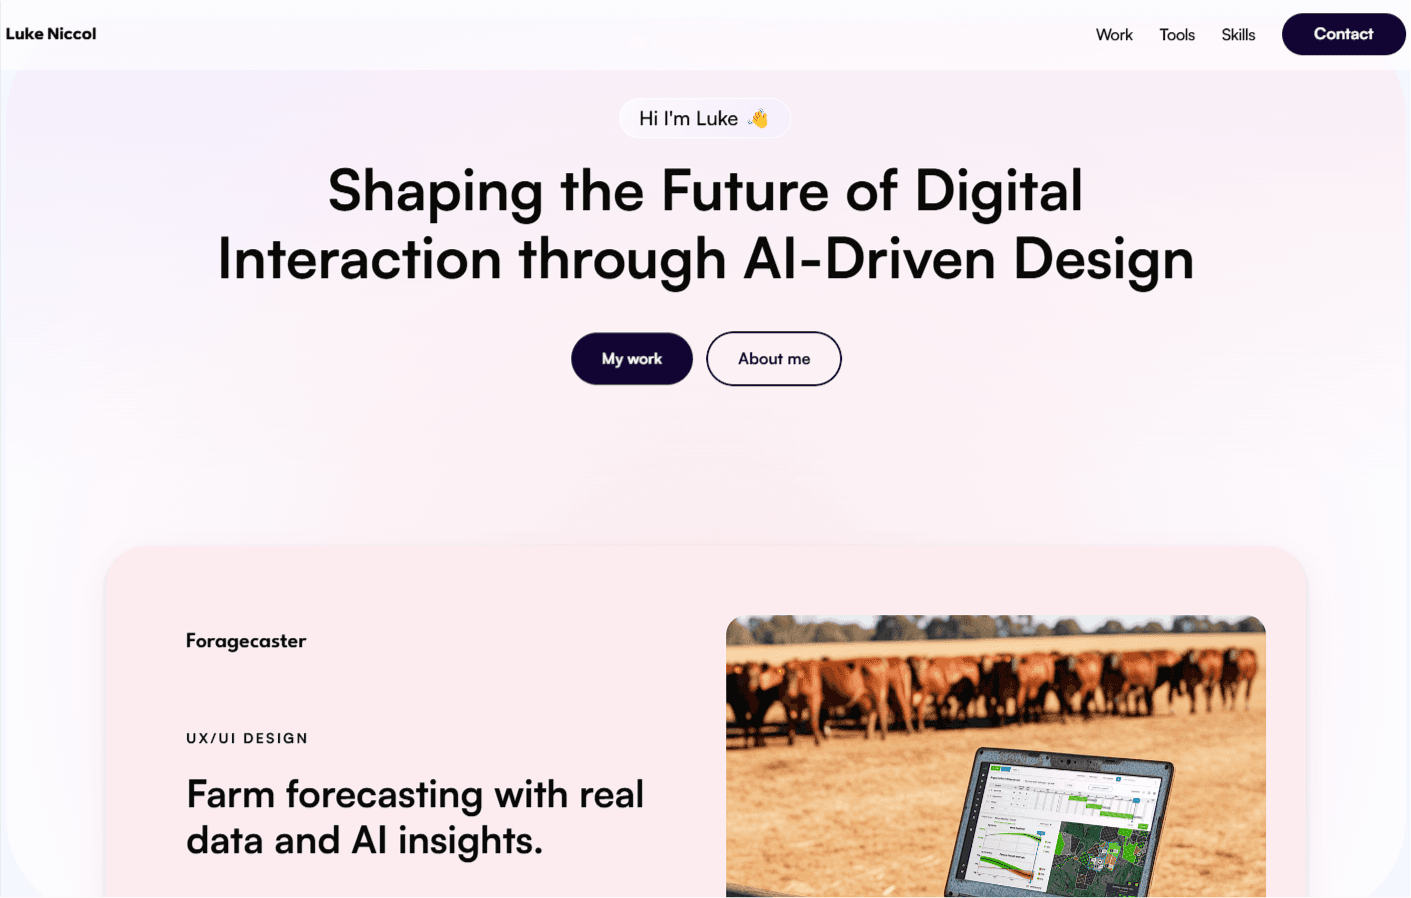 Luke Niccol
Work
Tools
Skills
Contact
Hi I'm Luke 👋
Shaping the Future of Digital
Interaction through AI-Driven Design
My work
About me
Foragecaster
UX/UI DESIGN
Farm forecasting with real
data and AI insights.